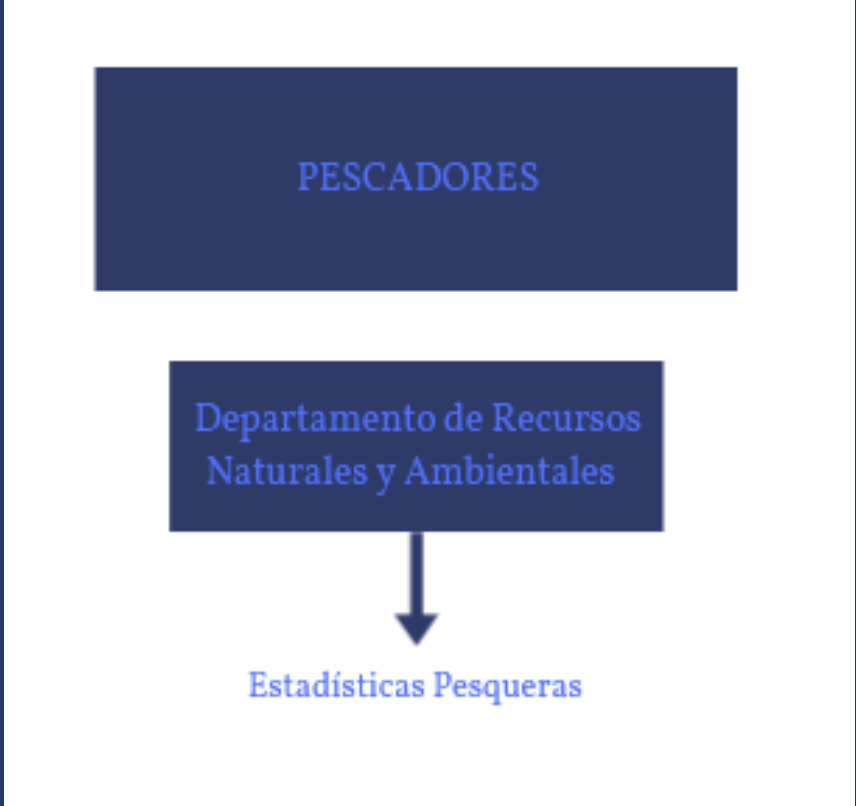 PESCADORES
Departamento de Recursos
Naturales y Ambientales
Estadísticas Pesqueras